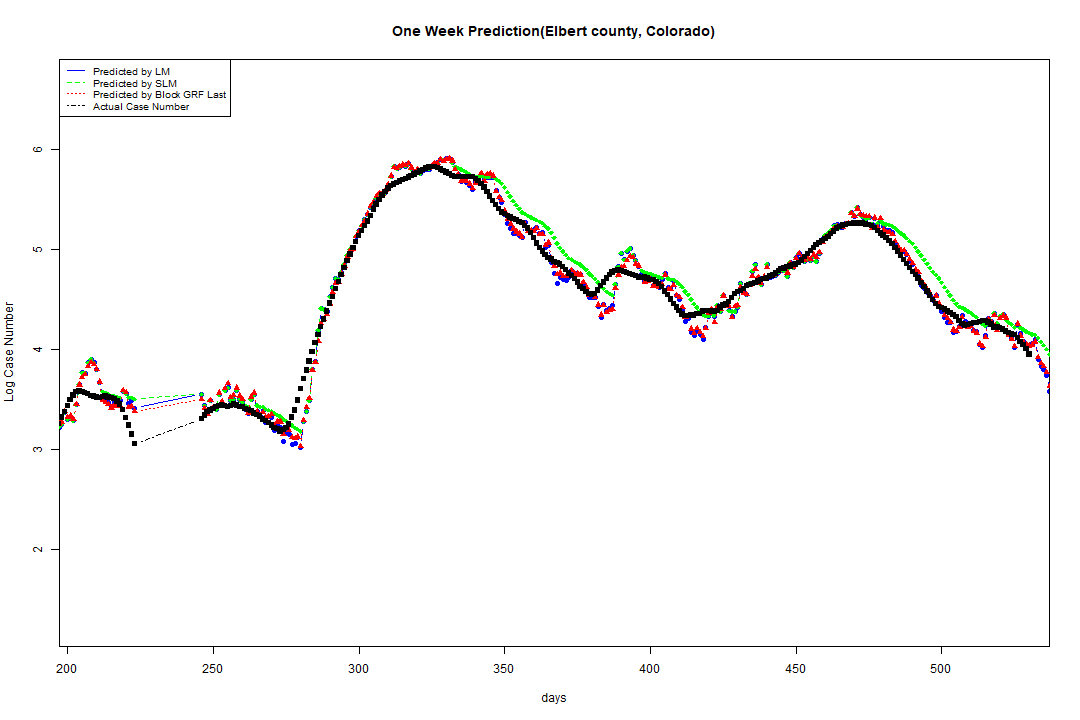 One Week Prediction(Elbert county, Colorado)
Predicted by LM
Predicted by SLM
Predicted by Block GRF Last
Actual Case Number
6
5
4
3
2
Log Case Number
200 250 300 350 400 450 500
days